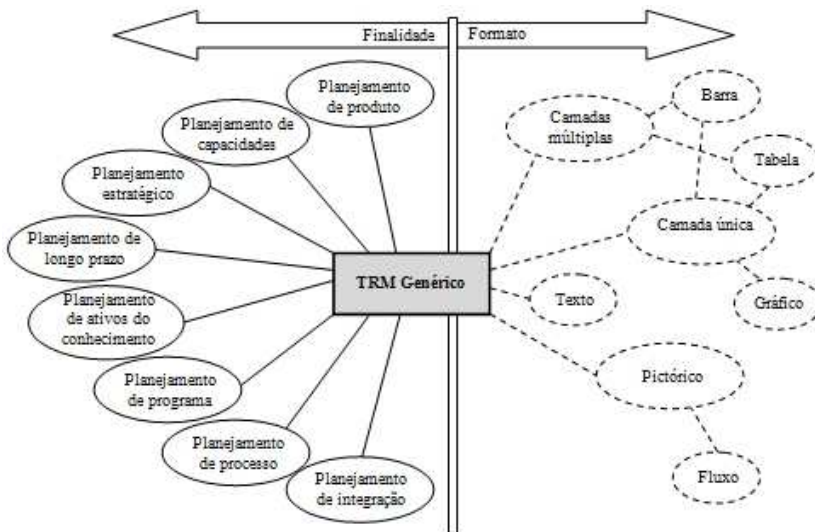 Finalidade
Formato
Planejamento
de produto
Planejamento de
capacidades
Planejamento
estratégico
Planejamento de
longo prazo
Planejamento
de ativos do
conhecimento
Planejamento
de programa
Planejamento
de processo
Planejamento
de integração
TRM Genérico
Camadas
múltiplas
Barra
Tabela
Camada única
Gráfico
Texto
Pictórico
Fluxo